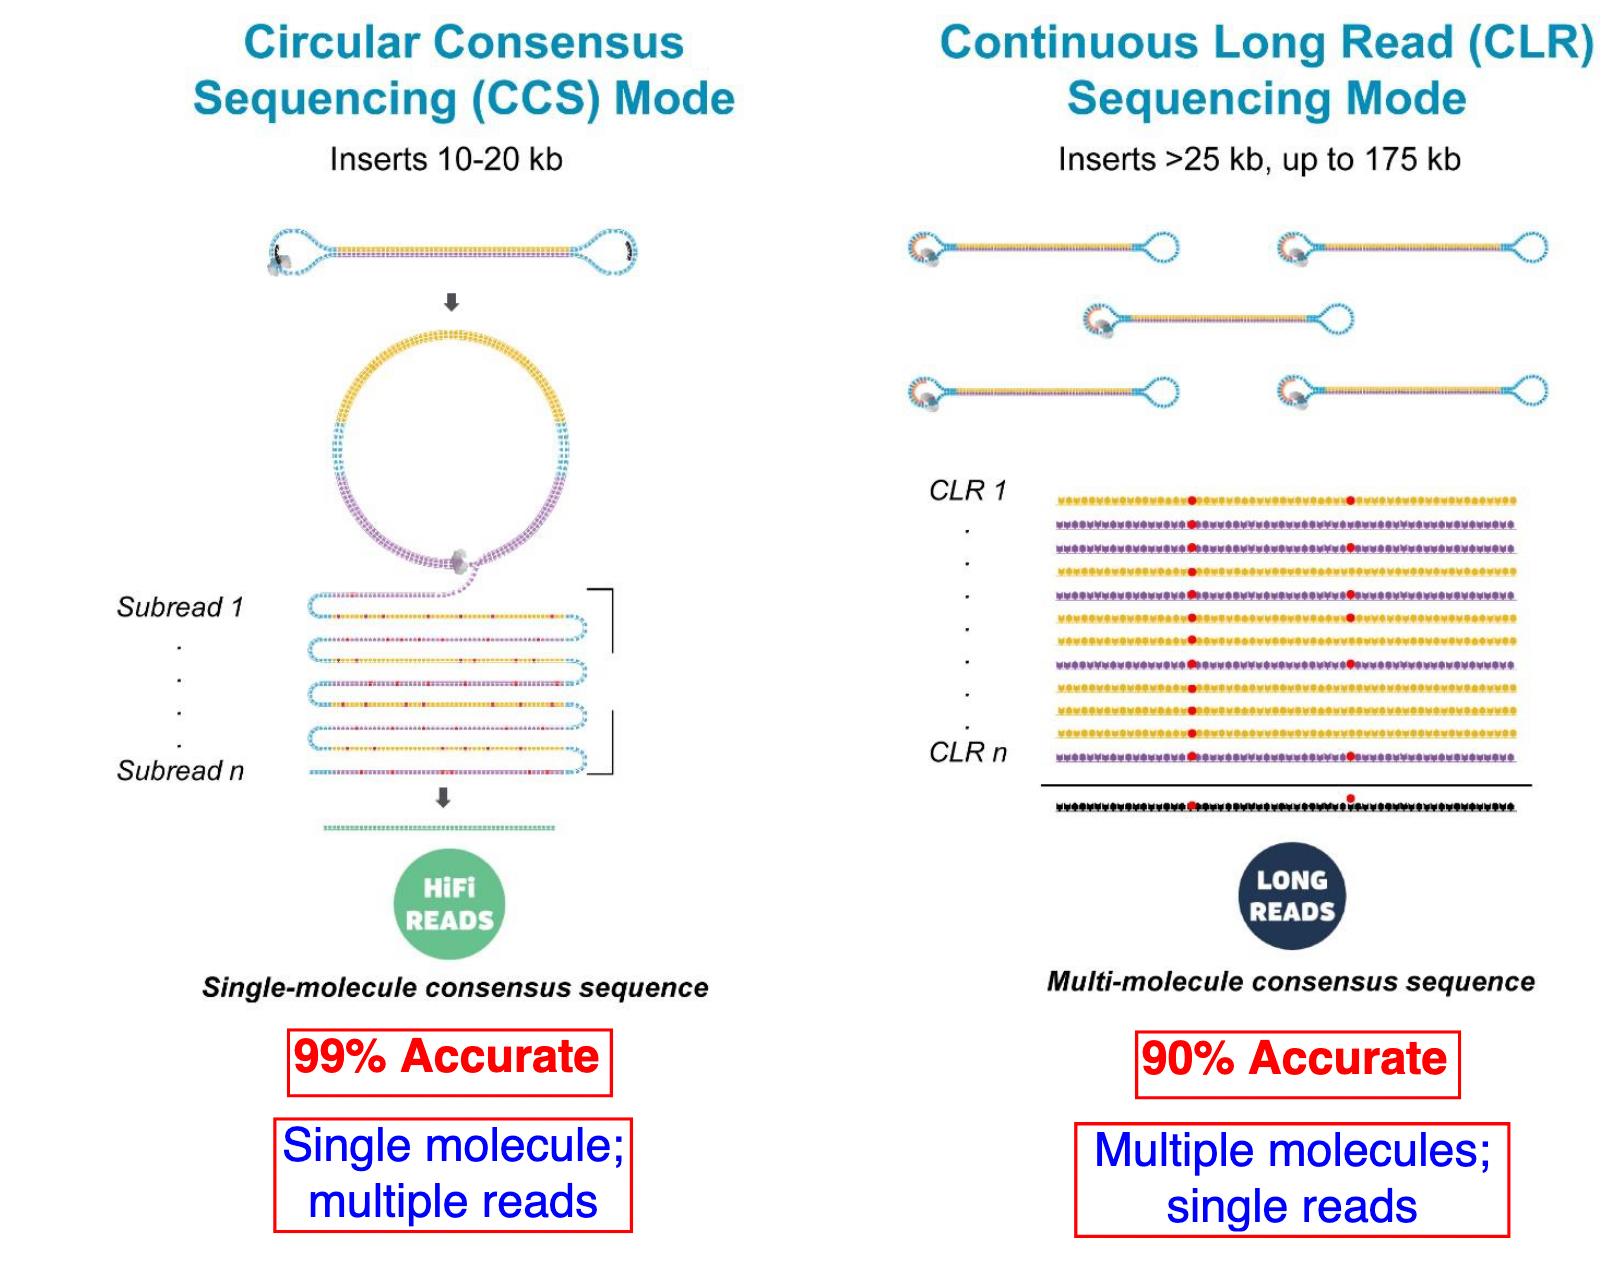 Circular Consensus
Sequencing (CCS) Mode
Inserts 10-20 kb
Subread 1
.
.
.
.
Subread n
HiFi
READS
Single-molecule consensus sequence
99% Accurate
Single molecule;
multiple reads
Continuous Long Read (CLR)
Sequencing Mode
Inserts >25 kb, up to 175 kb
CLR 1
.
.
.
.
.
.
.
CLR n
LONG
READS
Multi-molecule consensus sequence
90% Accurate
Multiple molecules;
single reads